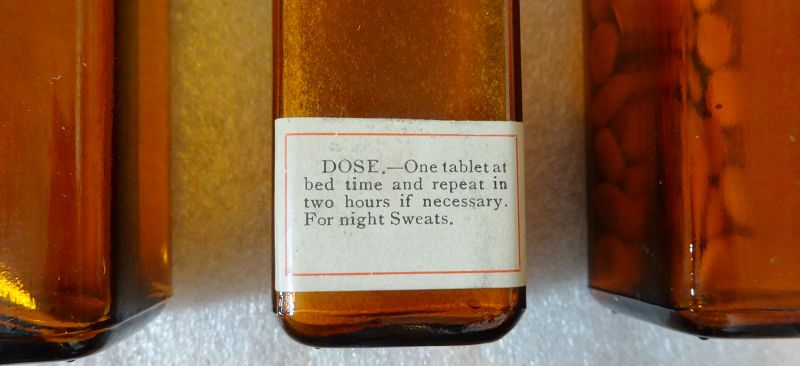 DOSE.—One tablet at
bed time and repeat in
two hours if necessary.
For night Sweats.